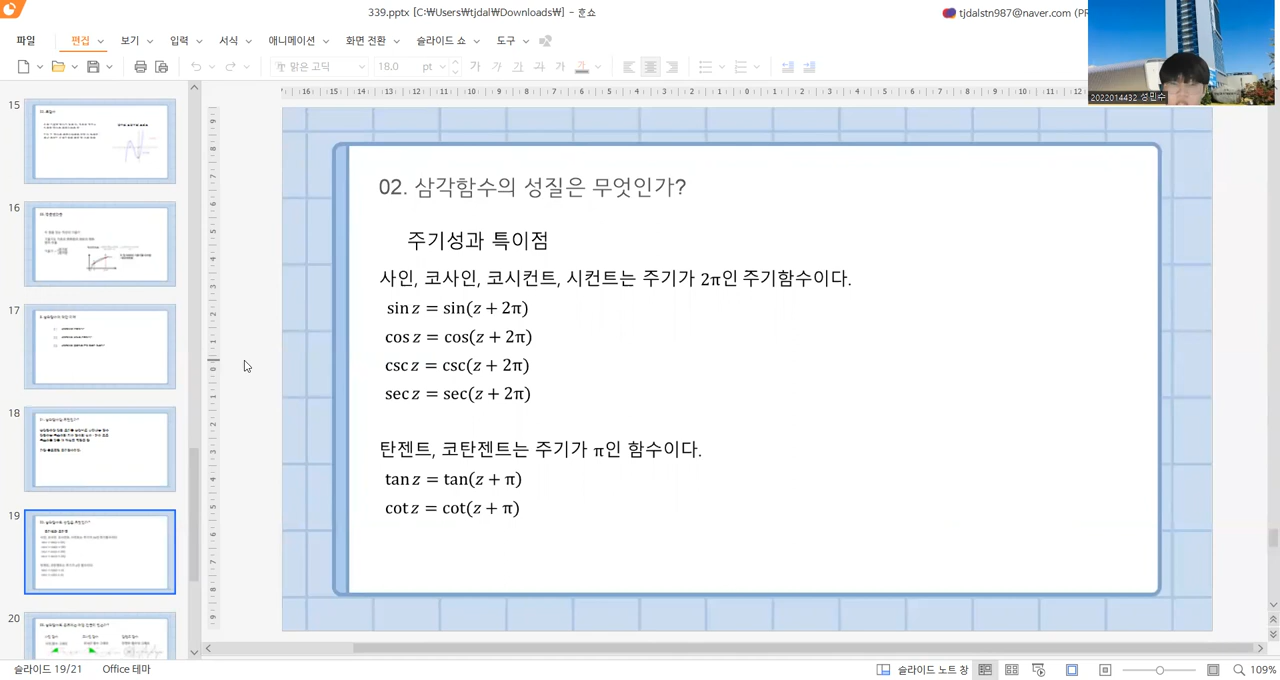 339.pptx [C:₩Users₩tjdal₩Downloads₩] - 훈쇼
tjdalstn987@naver.com (PR
파일 편집 보기 입력 서식 애니메이션 화면 전환 슬라이드 쇼 도구
맑은 고딕 18.0 pt
2022014432 성민수
15
16
17
18
19
20
02. 삼각함수의 성질은 무엇인가?
주기성과 특이점
사인, 코사인, 코시컨트, 시컨트는 주기가 2π인 주기함수이다.
sin z = sin(z + 2π)
cos z = cos(z + 2π)
csc z = csc(z + 2π)
sec z = sec(z + 2π)
탄젠트, 코탄젠트는 주기가 π인 함수이다.
tan z = tan(z + π)
cot z = cot(z + π)
슬라이드 19/21 Office 테마 슬라이드 노트 창 109%